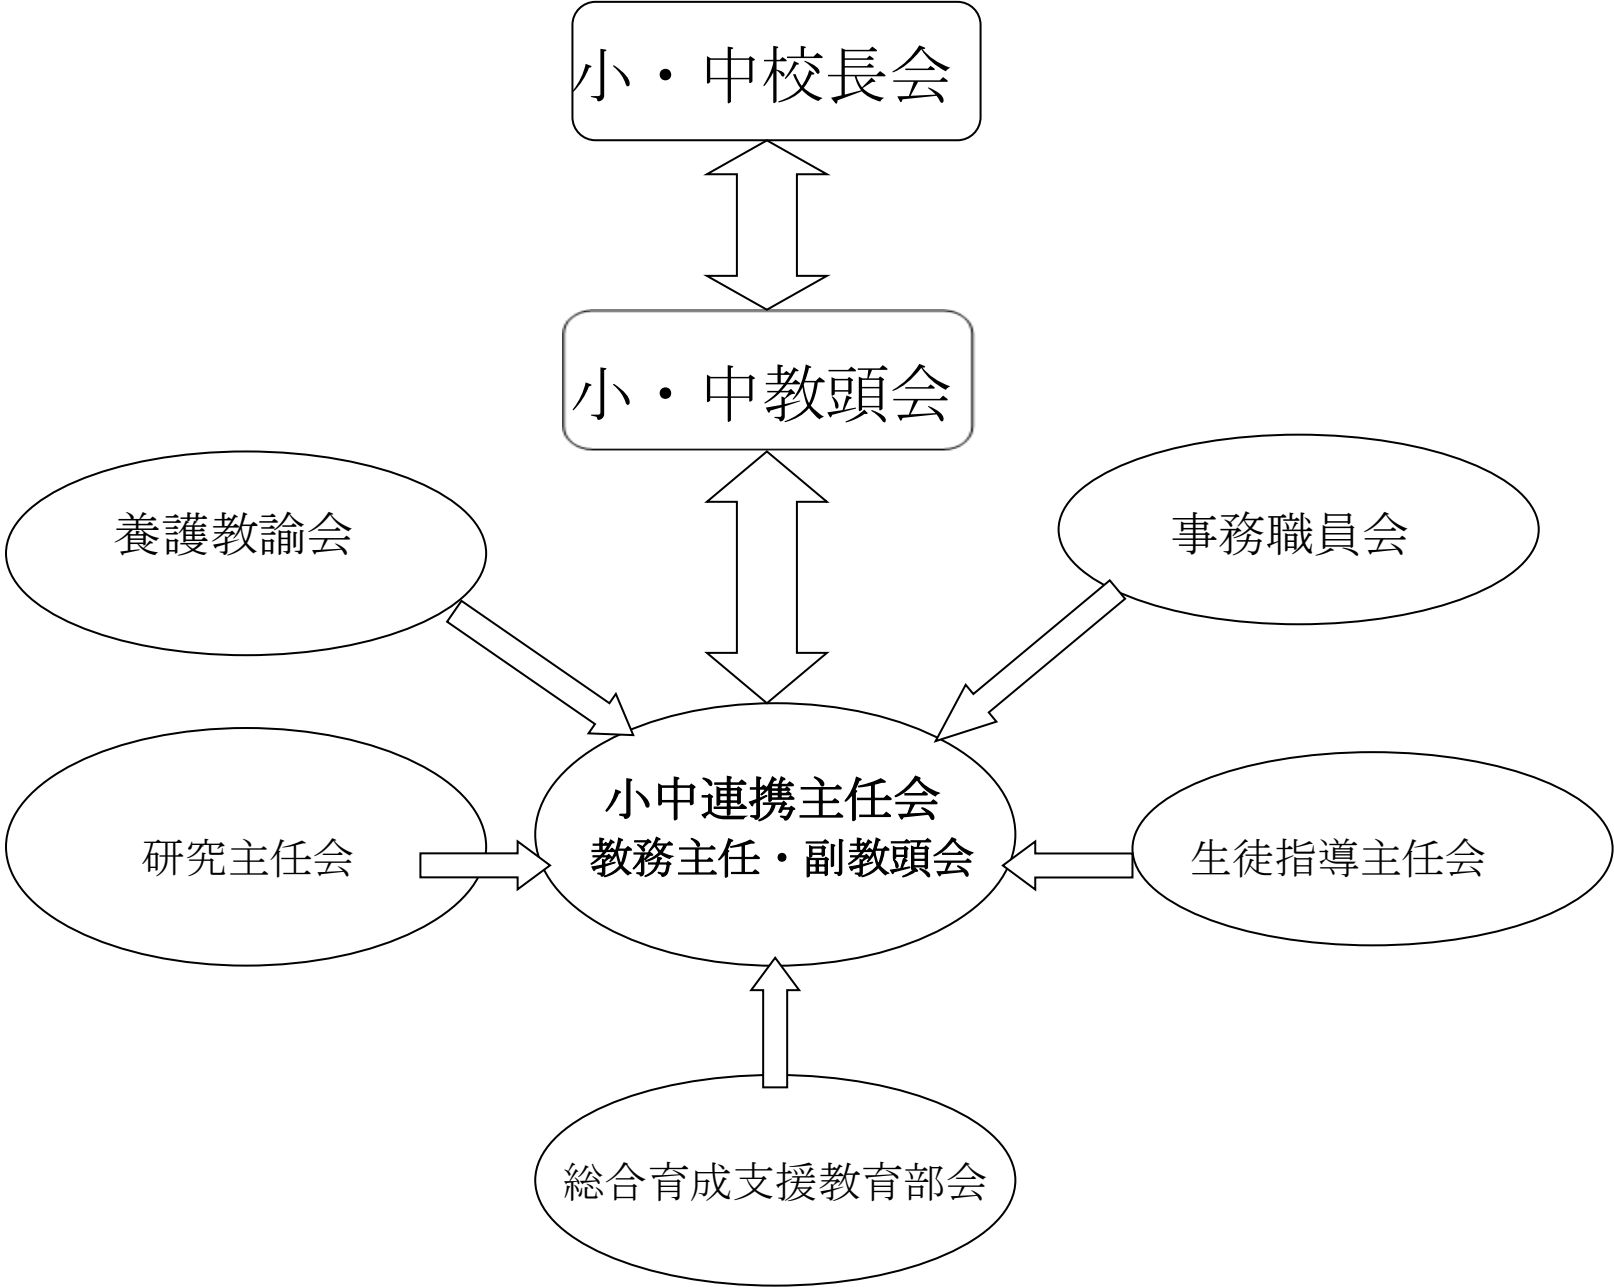 小・中校長会
小・中教頭会
養護教諭会
事務職員会
小中連携主任会
教務主任・副教頭会
研究主任会
生徒指導主任会
総合育成支援教育部会